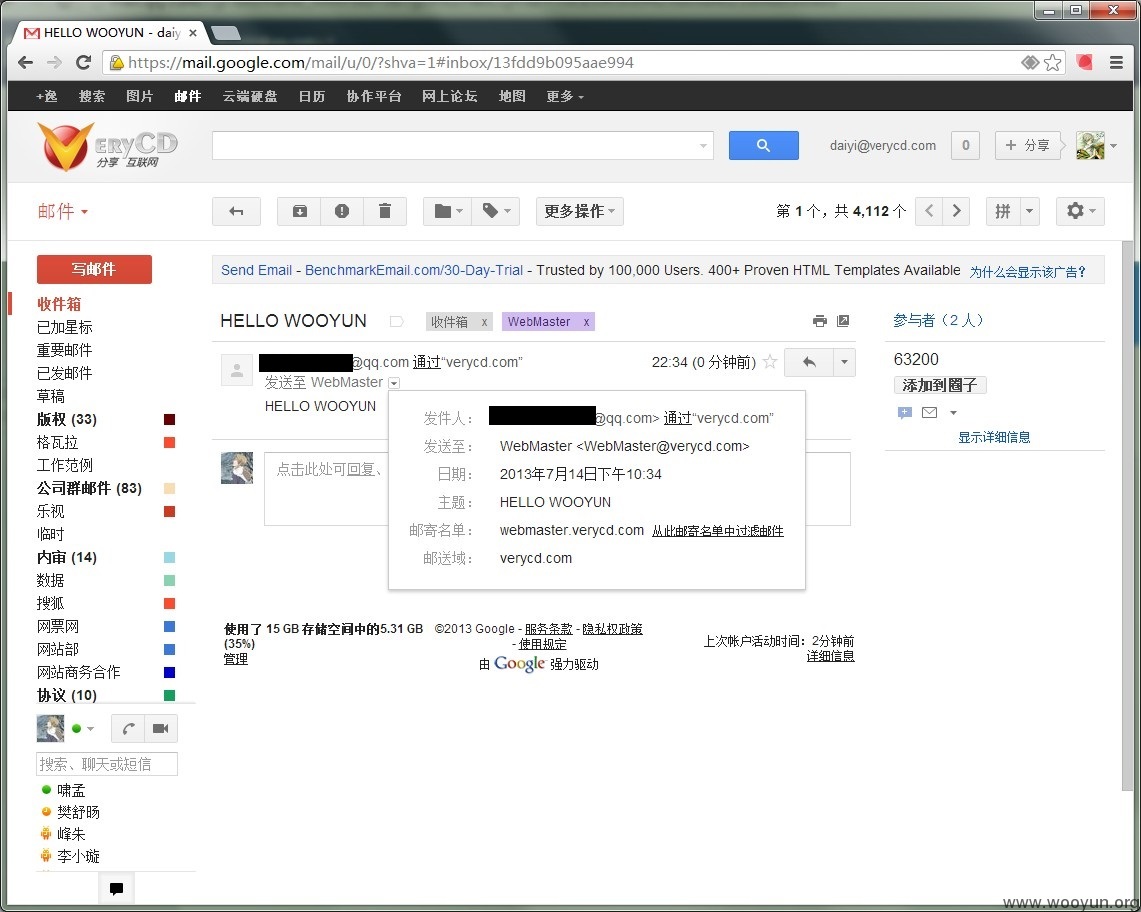 HELLO WOOYUN - daiy
https://mail.google.com/mail/u/0/?shva=1#inbox/13fdd9b095aae994
+逸 搜索 图片 邮件 云端硬盘 日历 协作平台 网上论坛 地图 更多
VeryCD
分享 互联网
daiyi@verycd.com 0 + 分享
邮件 更多操作 第 1 个，共 4,112 个 拼
写邮件
Send Email - BenchmarkEmail.com/30-Day-Trial - Trusted by 100,000 Users. 400+ Proven HTML Templates Available 为什么会显示该广告?
收件箱
已加星标
重要邮件
已发邮件
草稿
版权 (33)
格瓦拉
工作范例
公司群邮件 (83)
乐视
临时
内审 (14)
数据
搜狐
网票网
网站部
网站商务合作
协议 (10)
搜索、聊天或短信
啸孟
樊舒旸
峰朱
李小璇
HELLO WOOYUN 收件箱 x WebMaster x
@qq.com 通过“verycd.com” 22:34 (0 分钟前)
发送至 WebMaster
HELLO WOOYUN
发件人： @qq.com> 通过“verycd.com”
发送至： WebMaster <WebMaster@verycd.com>
日期： 2013年7月14日下午10:34
主题： HELLO WOOYUN
邮寄名单： webmaster.verycd.com 从此邮寄名单中过滤邮件
邮送域： verycd.com
点击此处可回复、
参与者（2 人）
63200
添加到圈子
显示详细信息
使用了 15 GB 存储空间中的5.31 GB
(35%)
管理
©2013 Google - 服务条款 - 隐私权政策
- 使用规定
由 Google 强力驱动
上次帐户活动时间：2分钟前
详细信息
www.wooyun.org